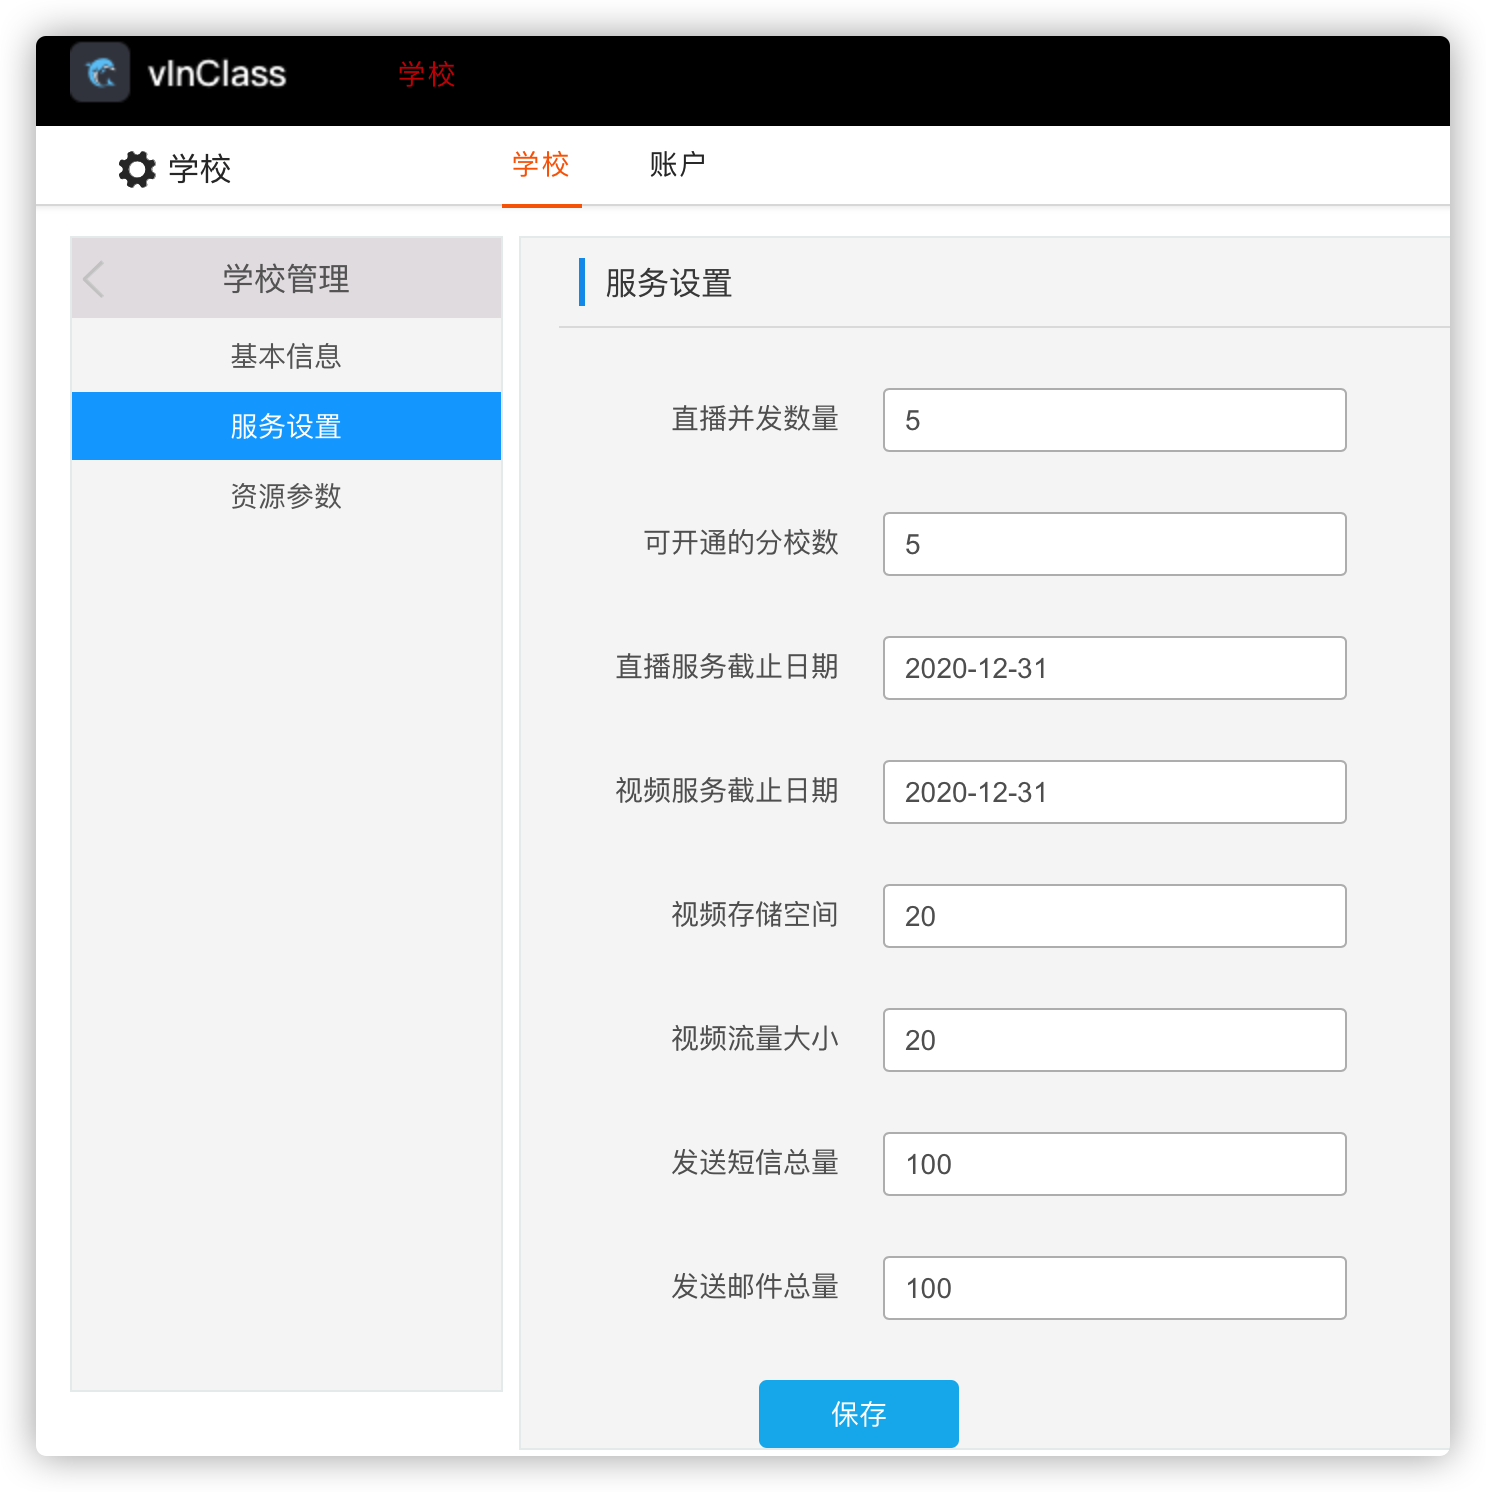 vInClass 学校
学校 学校 账户
学校管理
基本信息
服务设置
资源参数
服务设置
直播并发数量 5
可开通的分校数 5
直播服务截止日期 2020-12-31
视频服务截止日期 2020-12-31
视频存储空间 20
视频流量大小 20
发送短信总量 100
发送邮件总量 100
保存